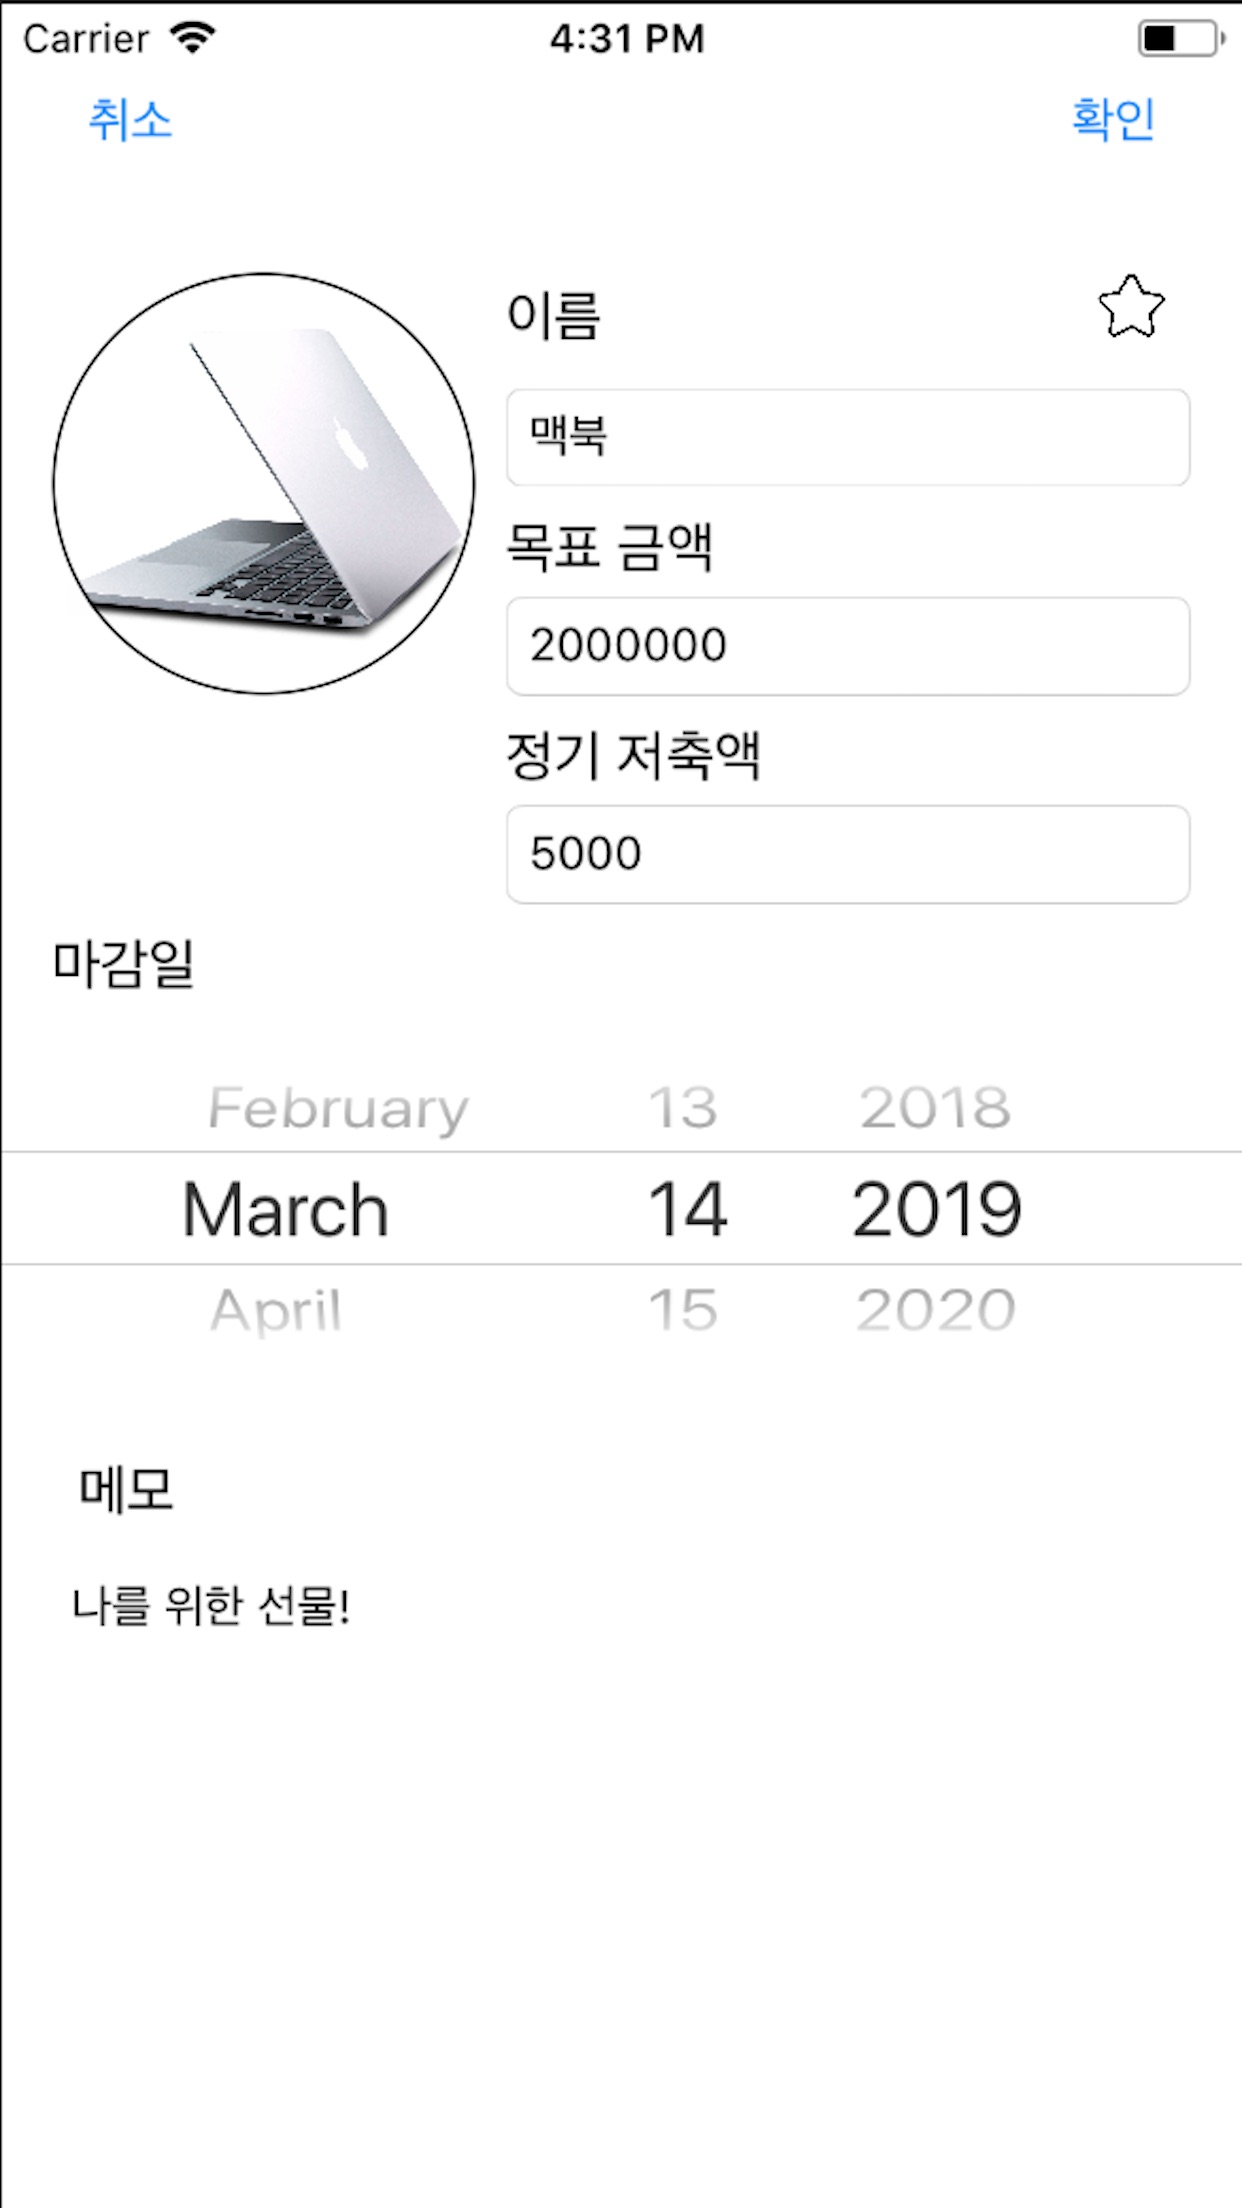 Carrier 4:31 PM
취소 확인
이름
맥북
목표 금액
2000000
정기 저축액
5000
마감일
February 13 2018
March 14 2019
April 15 2020
메모
나를 위한 선물!